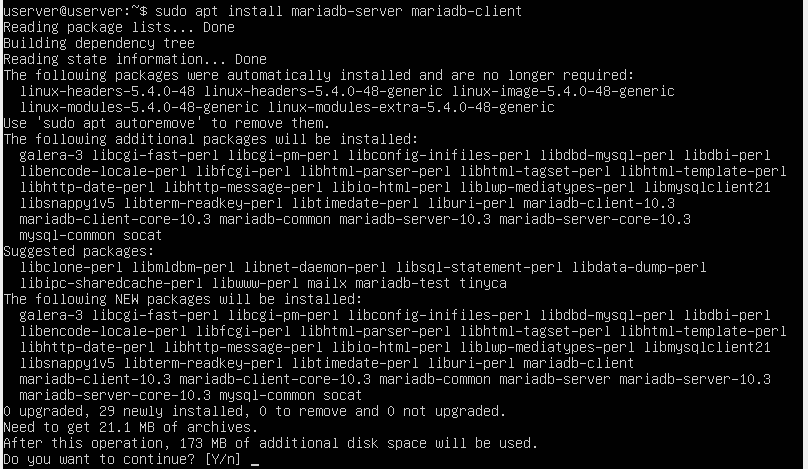 userver@userver:~$ sudo apt install mariadb-server mariadb-client
Reading package lists... Done
Building dependency tree
Reading state information... Done
The following packages were automatically installed and are no longer required:
  linux-headers-5.4.0-48 linux-headers-5.4.0-48-generic linux-image-5.4.0-48-generic
  linux-modules-5.4.0-48-generic linux-modules-extra-5.4.0-48-generic
Use 'sudo apt autoremove' to remove them.
The following additional packages will be installed:
  galera-3 libcgi-fast-perl libcgi-pm-perl libconfig-inifiles-perl libdbd-mysql-perl libdbi-perl
  libencode-locale-perl libfcgi-perl libhtml-parser-perl libhtml-tagset-perl libhtml-template-perl
  libhttp-date-perl libhttp-message-perl libio-html-perl liblwp-mediatypes-perl libmysqlclient21
  libsnappy1v5 libterm-readkey-perl libtimedate-perl liburi-perl mariadb-client-10.3
  mariadb-client-core-10.3 mariadb-common mariadb-server-10.3 mariadb-server-core-10.3
  mysql-common socat
Suggested packages:
  libclone-perl libmldbm-perl libnet-daemon-perl libsql-statement-perl libdata-dump-perl
  libipc-sharedcache-perl libwww-perl mailx mariadb-test tinyca
The following NEW packages will be installed:
  galera-3 libcgi-fast-perl libcgi-pm-perl libconfig-inifiles-perl libdbd-mysql-perl libdbi-perl
  libencode-locale-perl libfcgi-perl libhtml-parser-perl libhtml-tagset-perl libhtml-template-perl
  libhttp-date-perl libhttp-message-perl libio-html-perl liblwp-mediatypes-perl libmysqlclient21
  libsnappy1v5 libterm-readkey-perl libtimedate-perl liburi-perl mariadb-client
  mariadb-client-10.3 mariadb-client-core-10.3 mariadb-common mariadb-server mariadb-server-10.3
  mariadb-server-core-10.3 mysql-common socat
0 upgraded, 29 newly installed, 0 to remove and 0 not upgraded.
Need to get 21.1 MB of archives.
After this operation, 173 MB of additional disk space will be used.
Do you want to continue? [Y/n] _